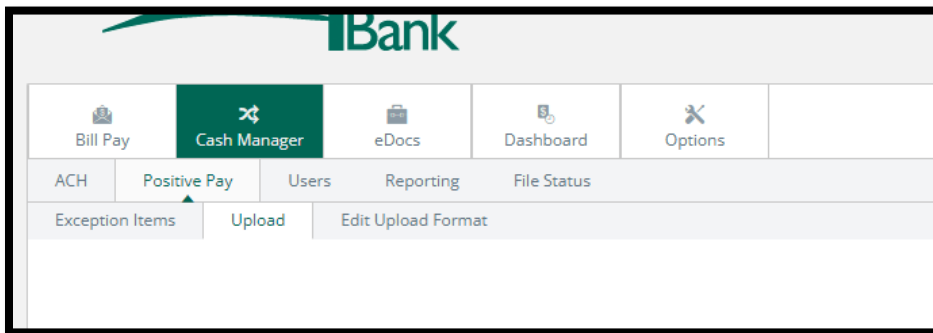 Bank
Bill Pay Cash Manager eDocs Dashboard Options
ACH Positive Pay Users Reporting File Status
Exception Items Upload Edit Upload Format